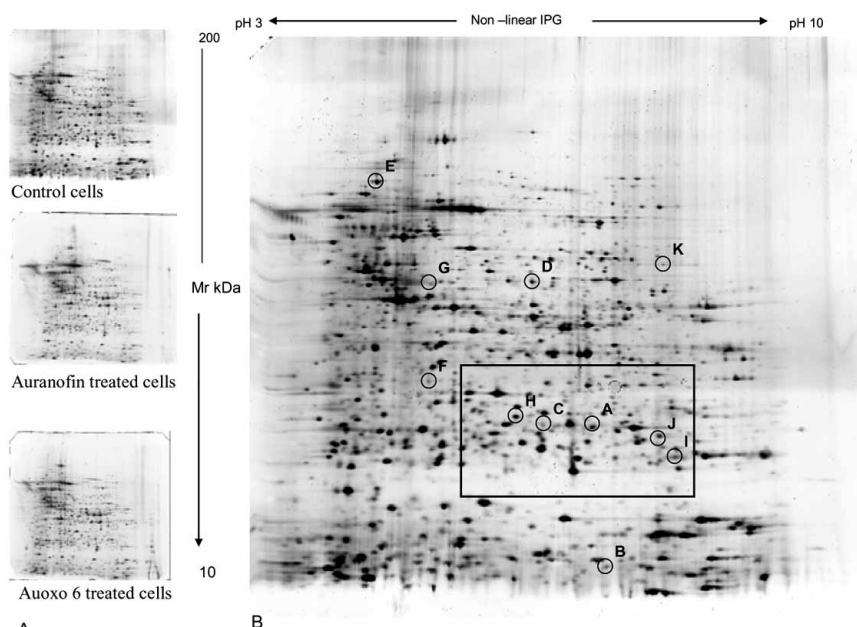 pH 3
Non –linear IPG
pH 10
200
Control cells
Mr kDa
Auranofin treated cells
10
Auoxo 6 treated cells
A
B
E
K
G
D
F
H
C
A
J
I
B